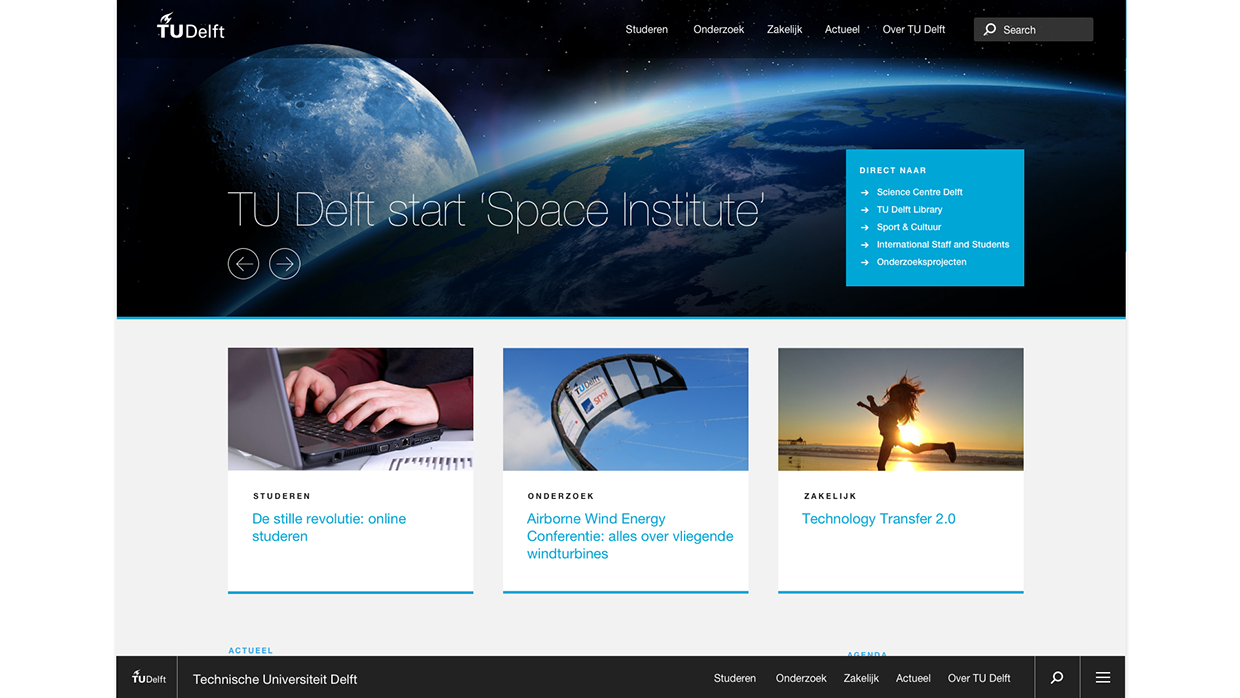 TUDelft
Studeren Onderzoek Zakelijk Actueel Over TU Delft Search
TU Delft start ‘Space Institute’
DIRECT NAAR
Science Centre Delft
TU Delft Library
Sport & Cultuur
International Staff and Students
Onderzoeksprojecten
TUDelft
smi
STUDEREN
De stille revolutie: online
studeren
ONDERZOEK
Airborne Wind Energy
Conferentie: alles over vliegende
windturbines
ZAKELIJK
Technology Transfer 2.0
ACTUEEL
AGENDA
TUDelft Technische Universiteit Delft Studeren Onderzoek Zakelijk Actueel Over TU Delft